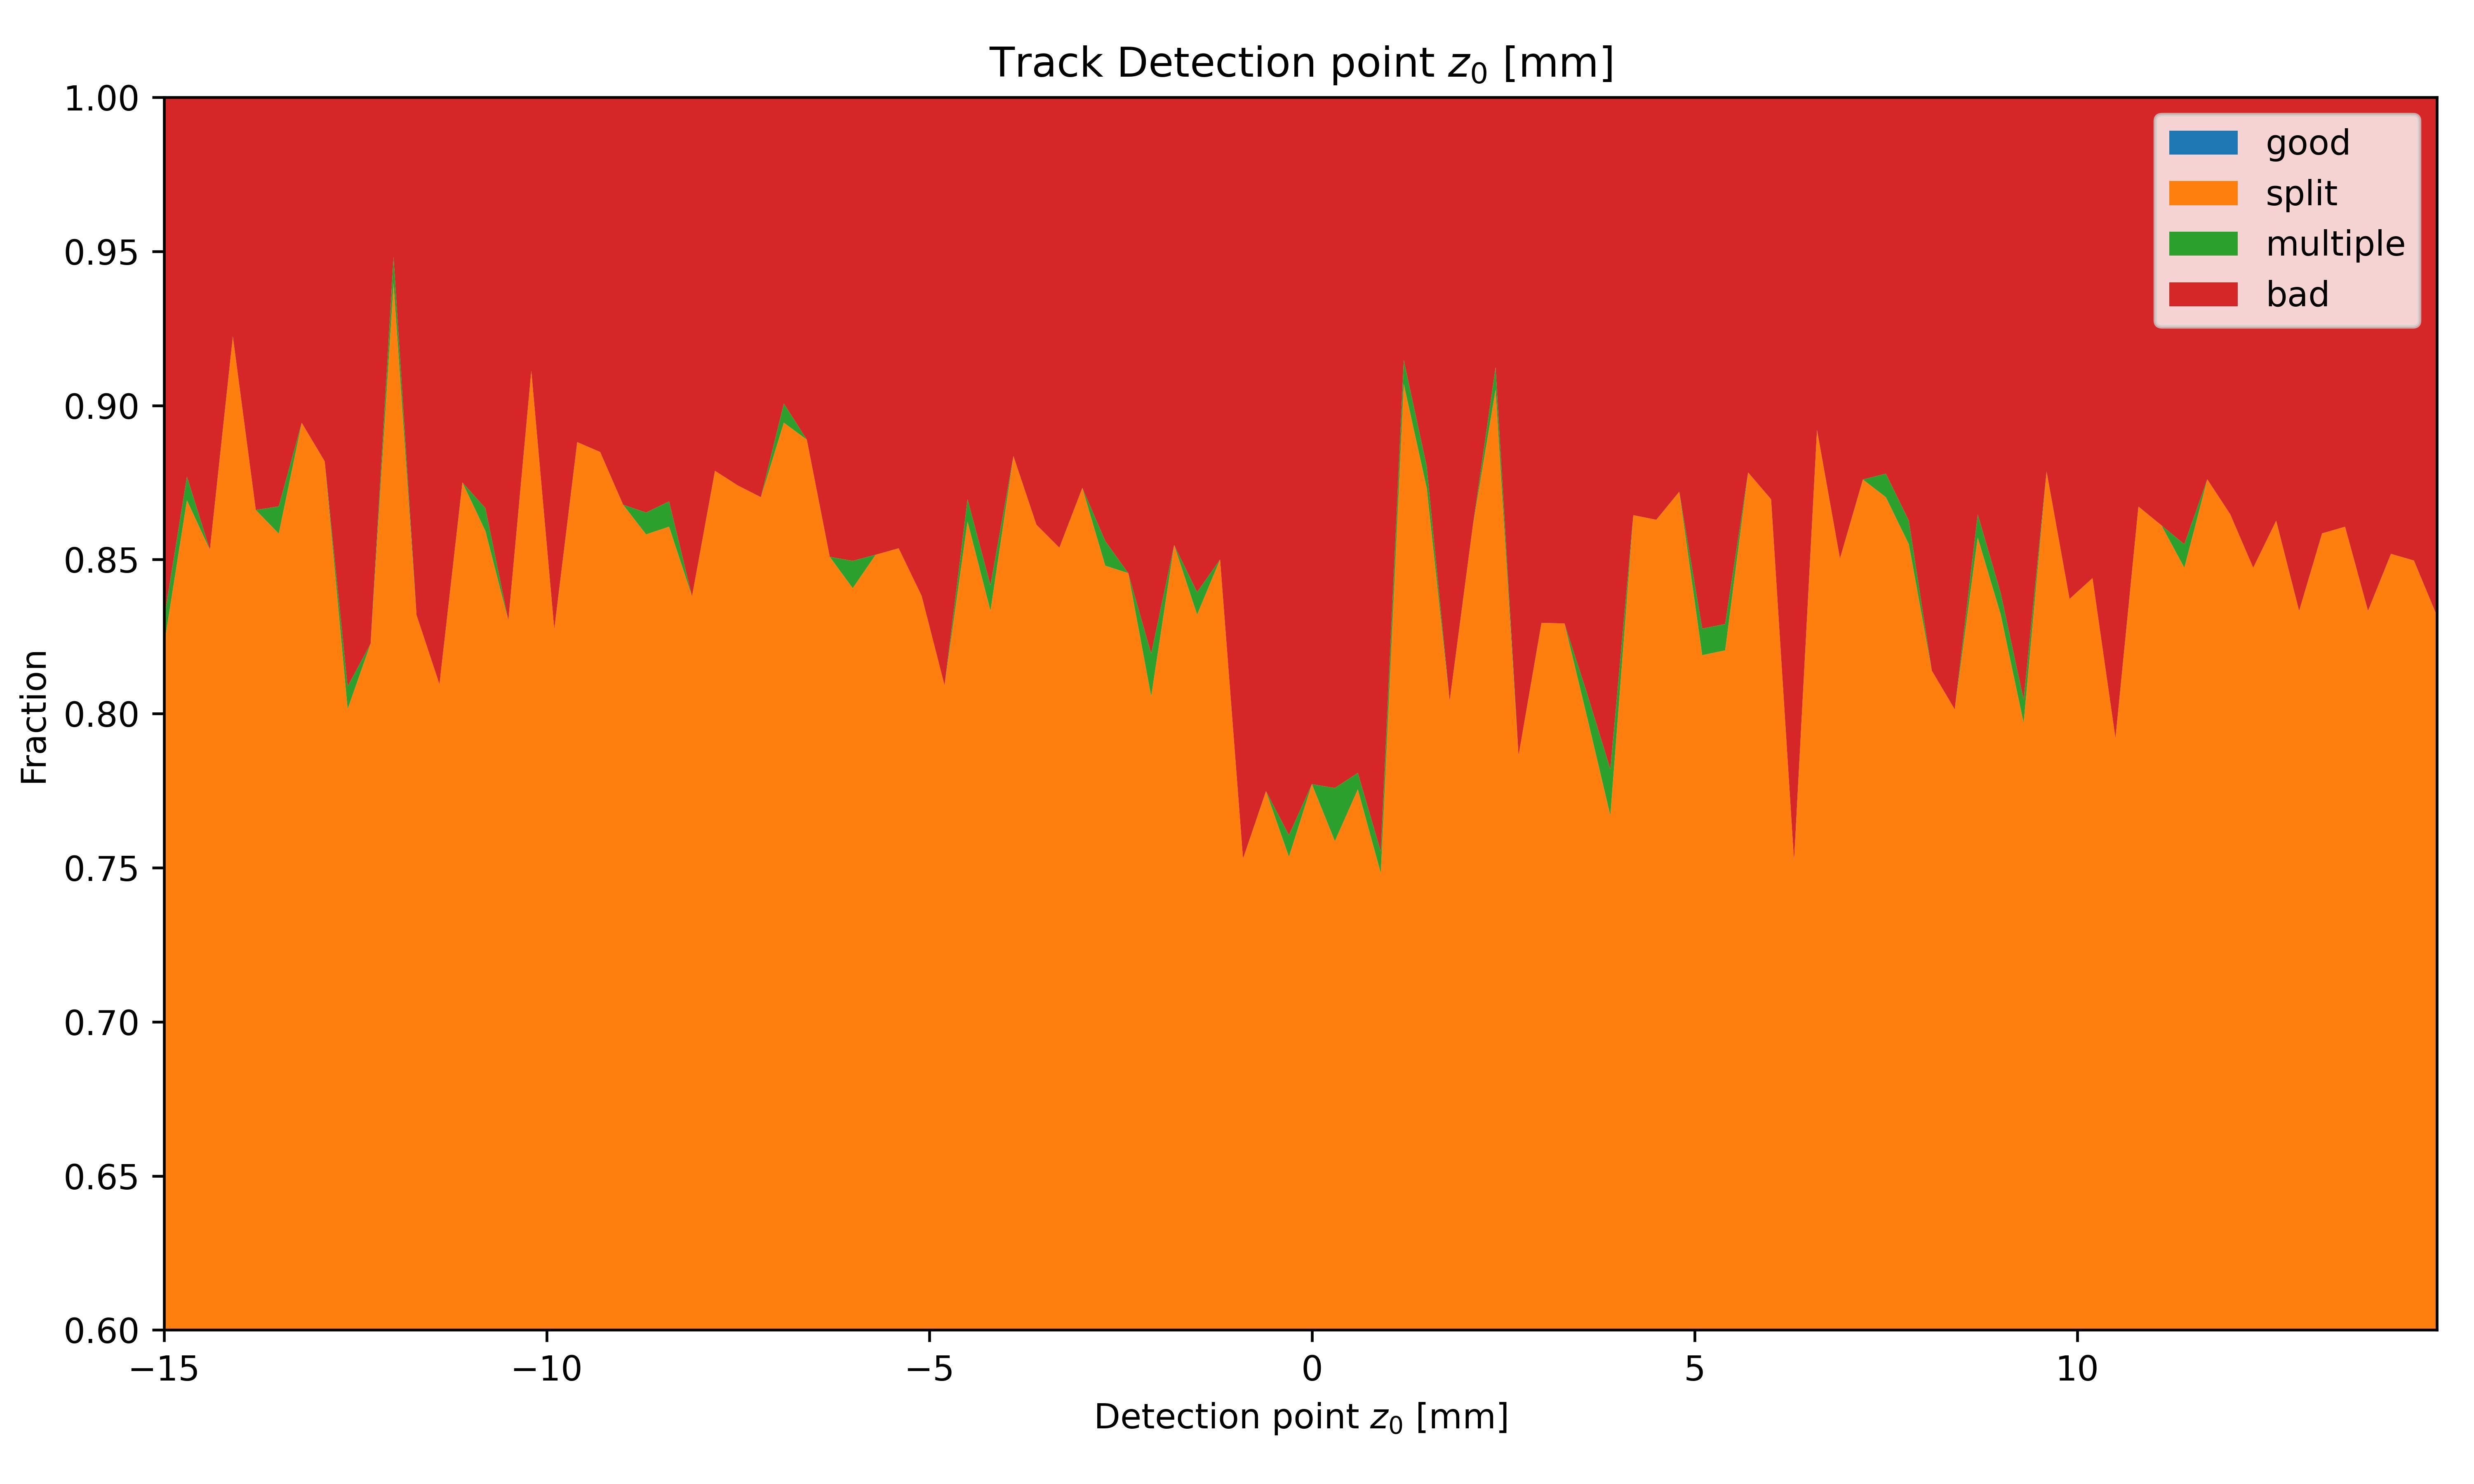 Track Detection point z₀ [mm]
1.00
0.95
0.90
0.85
0.80
0.75
0.70
0.65
0.60
Fraction
good
split
multiple
bad
−15
−10
−5
0
5
10
Detection point z₀ [mm]